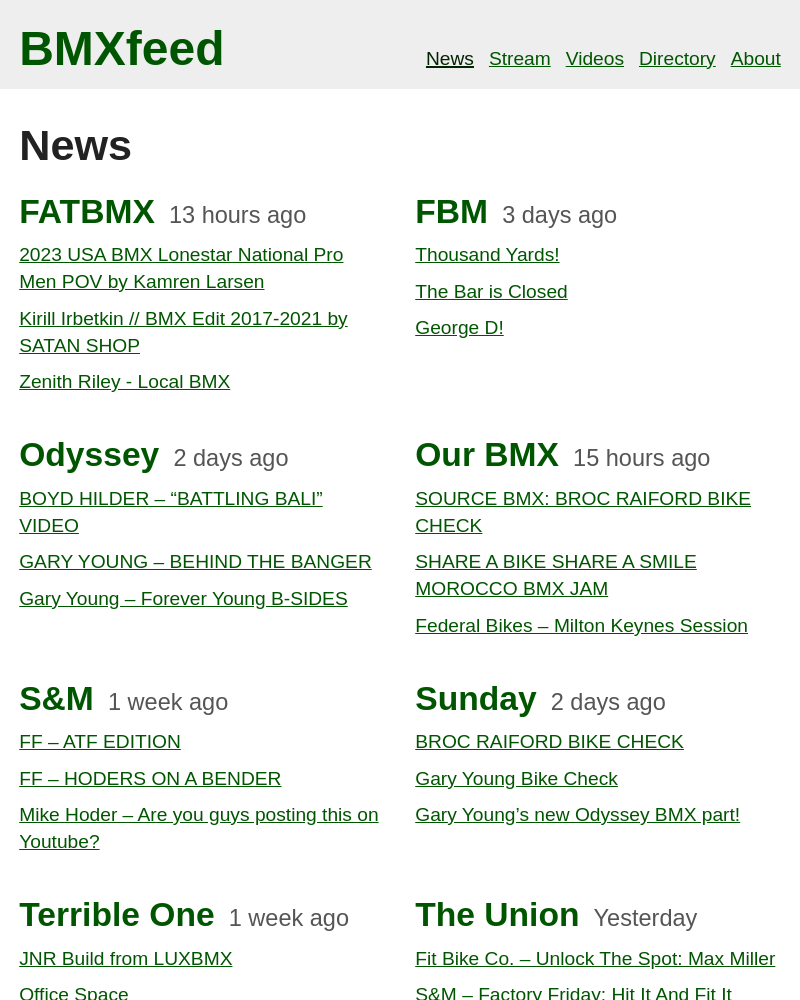 BMXfeed
News Stream Videos Directory About
News
FATBMX 13 hours ago
2023 USA BMX Lonestar National Pro
Men POV by Kamren Larsen
Kirill Irbetkin // BMX Edit 2017-2021 by
SATAN SHOP
Zenith Riley - Local BMX
FBM 3 days ago
Thousand Yards!
The Bar is Closed
George D!
Odyssey 2 days ago
BOYD HILDER – “BATTLING BALI”
VIDEO
GARY YOUNG – BEHIND THE BANGER
Gary Young – Forever Young B-SIDES
Our BMX 15 hours ago
SOURCE BMX: BROC RAIFORD BIKE
CHECK
SHARE A BIKE SHARE A SMILE
MOROCCO BMX JAM
Federal Bikes – Milton Keynes Session
S&M 1 week ago
FF – ATF EDITION
FF – HODERS ON A BENDER
Mike Hoder – Are you guys posting this on
Youtube?
Sunday 2 days ago
BROC RAIFORD BIKE CHECK
Gary Young Bike Check
Gary Young’s new Odyssey BMX part!
Terrible One 1 week ago
JNR Build from LUXBMX
Office Space
The Union Yesterday
Fit Bike Co. – Unlock The Spot: Max Miller
S&M – Factory Friday: Hit It And Fit It